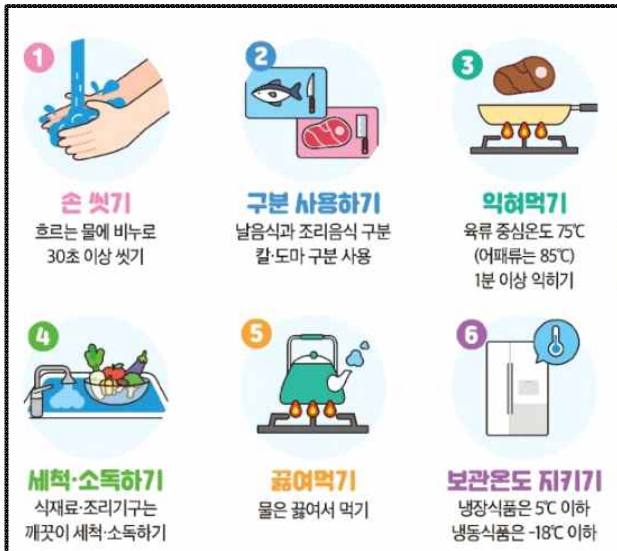 1
손 씻기
흐르는 물에 비누로
30초 이상 씻기
2
구분 사용하기
날음식과 조리음식 구분
칼·도마 구분 사용
3
익혀먹기
육류 중심온도 75℃
(어패류는 85℃)
1분 이상 익히기
4
세척·소독하기
식재료·조리기구는
깨끗이 세척·소독하기
5
끓여먹기
물은 끓여서 먹기
6
보관온도 지키기
냉장식품은 5℃ 이하
냉동식품은 -18℃ 이하